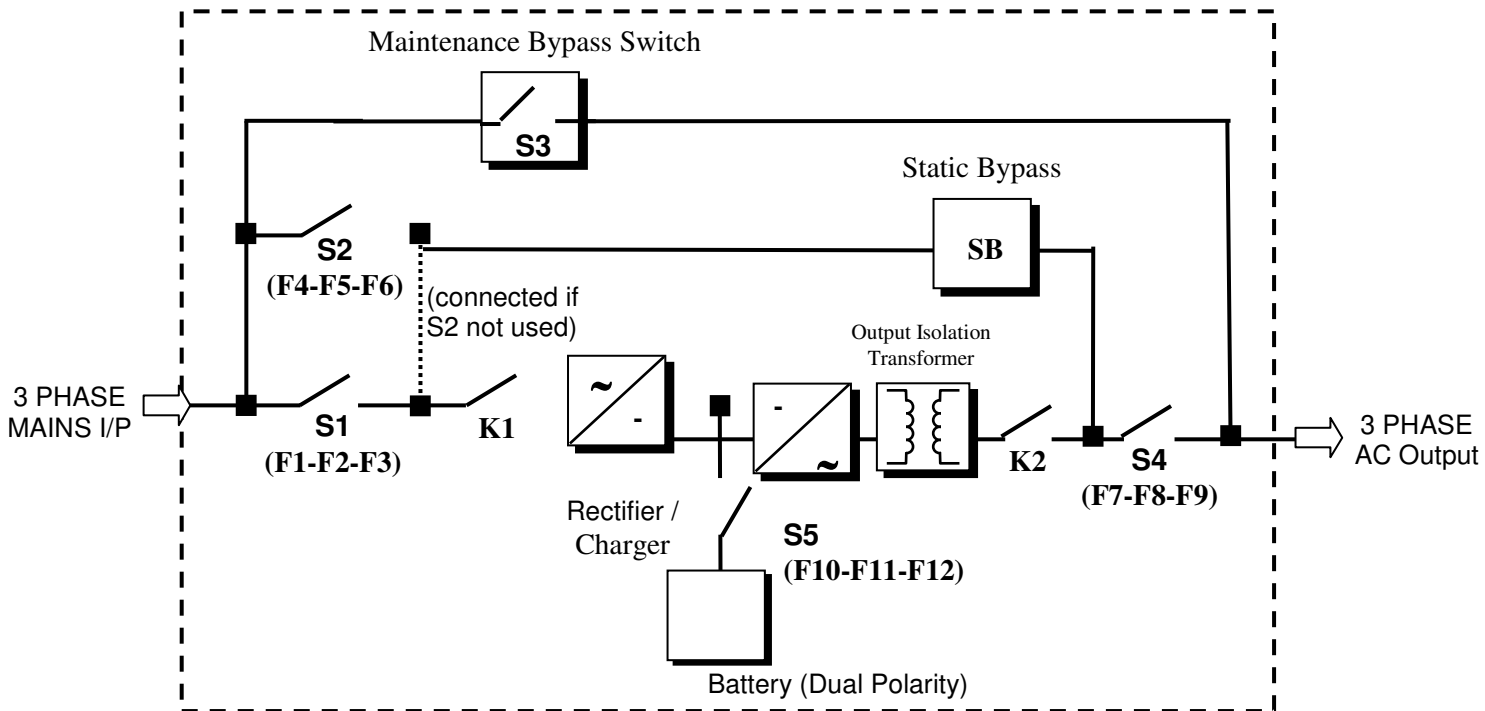 Maintenance Bypass Switch
S3
Static Bypass
SB
S2
(F4-F5-F6)
(connected if
S2 not used)
Output Isolation
Transformer
3 PHASE
MAINS I/P
S1
(F1-F2-F3)
K1
~
-
-
~
K2
S4
(F7-F8-F9)
3 PHASE
AC Output
Rectifier /
Charger
S5
(F10-F11-F12)
Battery (Dual Polarity)